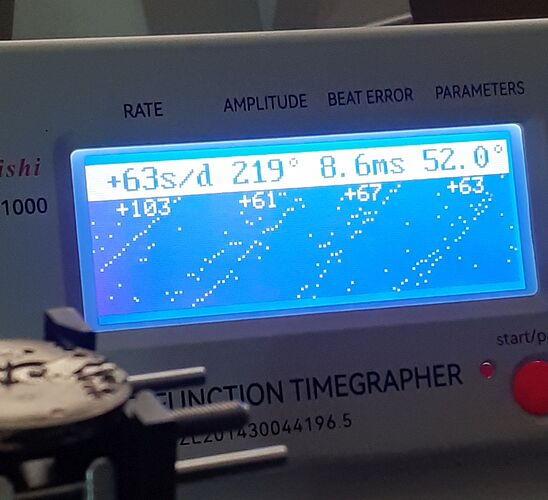 RATE AMPLITUDE BEAT ERROR PARAMETERS
ishi
1000
+63s/d 219° 8.6ms 52.0°
+103 +61 +67 +63
start/p
FUNCTION TIMEGRAPHER
201430044196.5